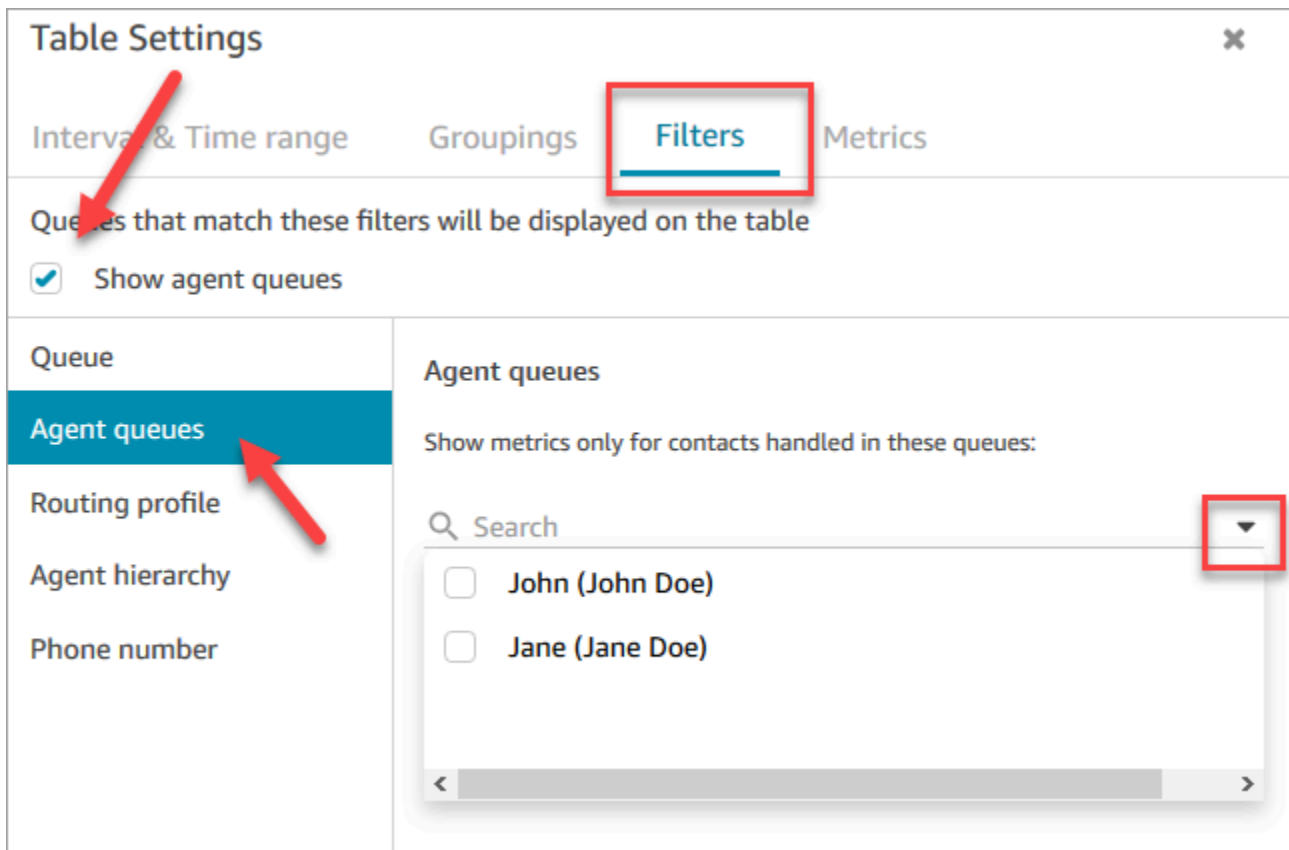 Table Settings
Interval & Time range
Groupings
Filters
Metrics
Queues that match these filters will be displayed on the table
Show agent queues
Queue
Agent queues
Routing profile
Agent hierarchy
Phone number
Agent queues
Show metrics only for contacts handled in these queues:
Search
John (John Doe)
Jane (Jane Doe)